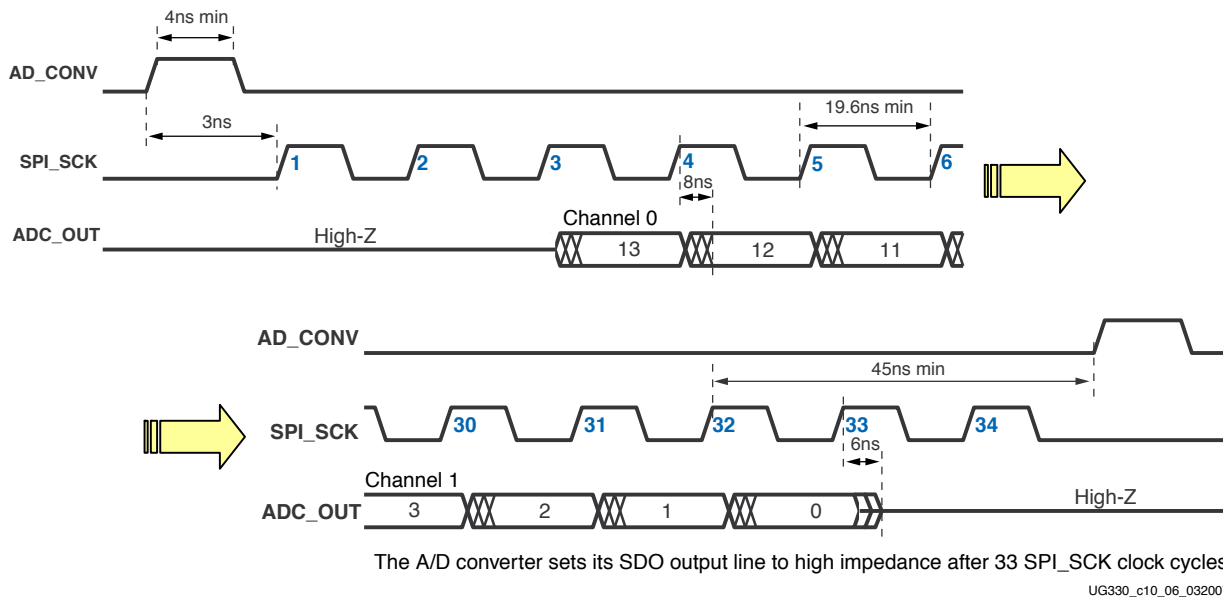 4ns min
AD_CONV
3ns
19.6ns min
SPI_SCK
1 2 3 4 5 6
8ns
Channel 0
ADC_OUT
High-Z
13 12 11
AD_CONV
45ns min
SPI_SCK
30 31 32 33 34
6ns
Channel 1
ADC_OUT
3 2 1 0
High-Z
The A/D converter sets its SDO output line to high impedance after 33 SPI_SCK clock cycles
UG330_c10_06_032007